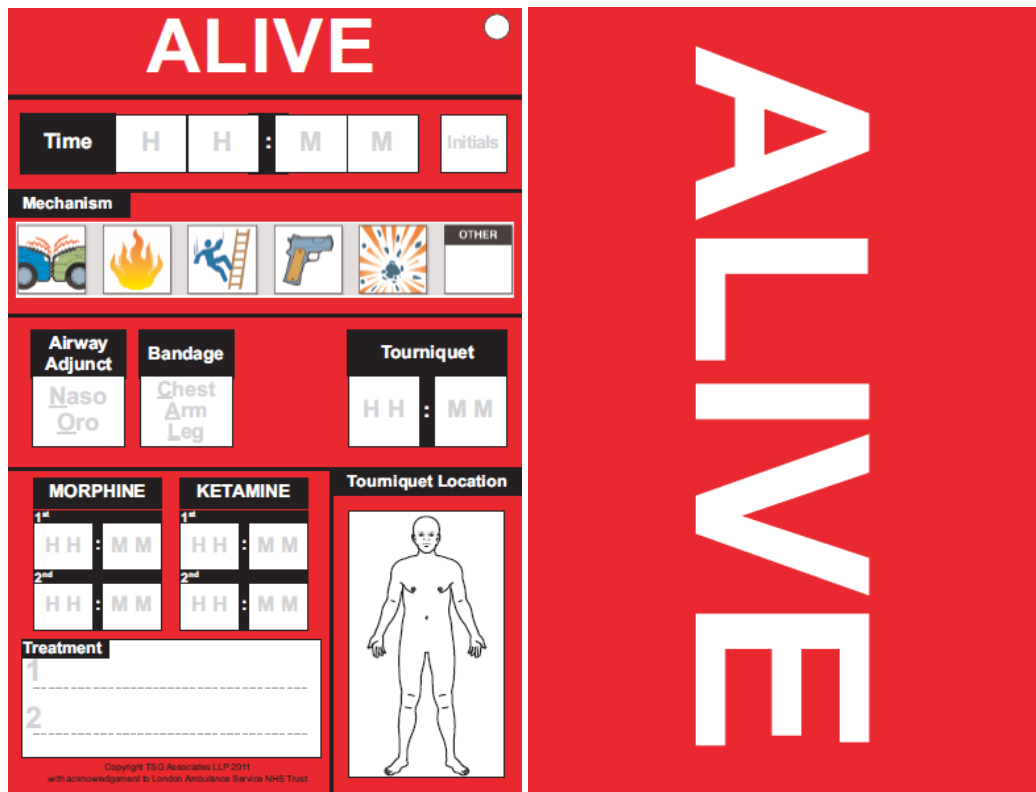 ALIVE
Time H H : M M Initials
Mechanism
OTHER
Airway
Adjunct
Naso
Oro
Bandage
Chest
Arm
Leg
Tourniquet
H H : M M
MORPHINE
1st
H H : M M
2nd
H H : M M
KETAMINE
1st
H H : M M
2nd
H H : M M
Tourniquet Location
Treatment
1
2
Copyright TSG Associates LLP 2011
with acknowledgement to London Ambulance Service NHS Trust
ALIVE